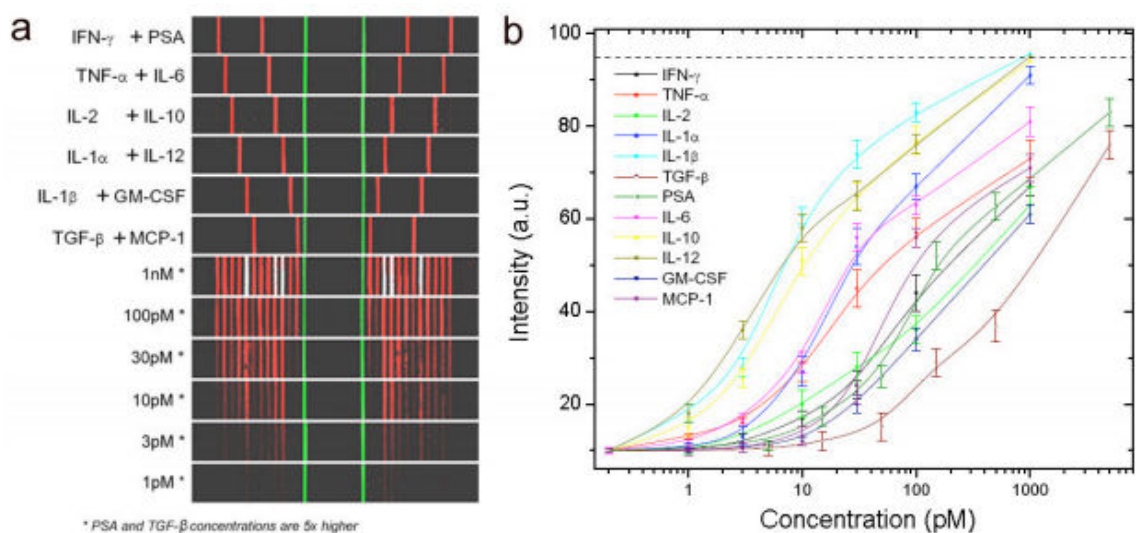 a
IFN-γ + PSA
TNF-α + IL-6
IL-2 + IL-10
IL-1α + IL-12
IL-1β + GM-CSF
TGF-β + MCP-1
1nM *
100pM *
30pM *
10pM *
3pM *
1pM *
* PSA and TGF-β concentrations are 5x higher
b
100
80
60
40
20
Intensity (a.u.)
IFN-γ
TNF-α
IL-2
IL-1α
IL-1β
TGF-β
PSA
IL-6
IL-10
IL-12
GM-CSF
MCP-1
1 10 100 1000
Concentration (pM)